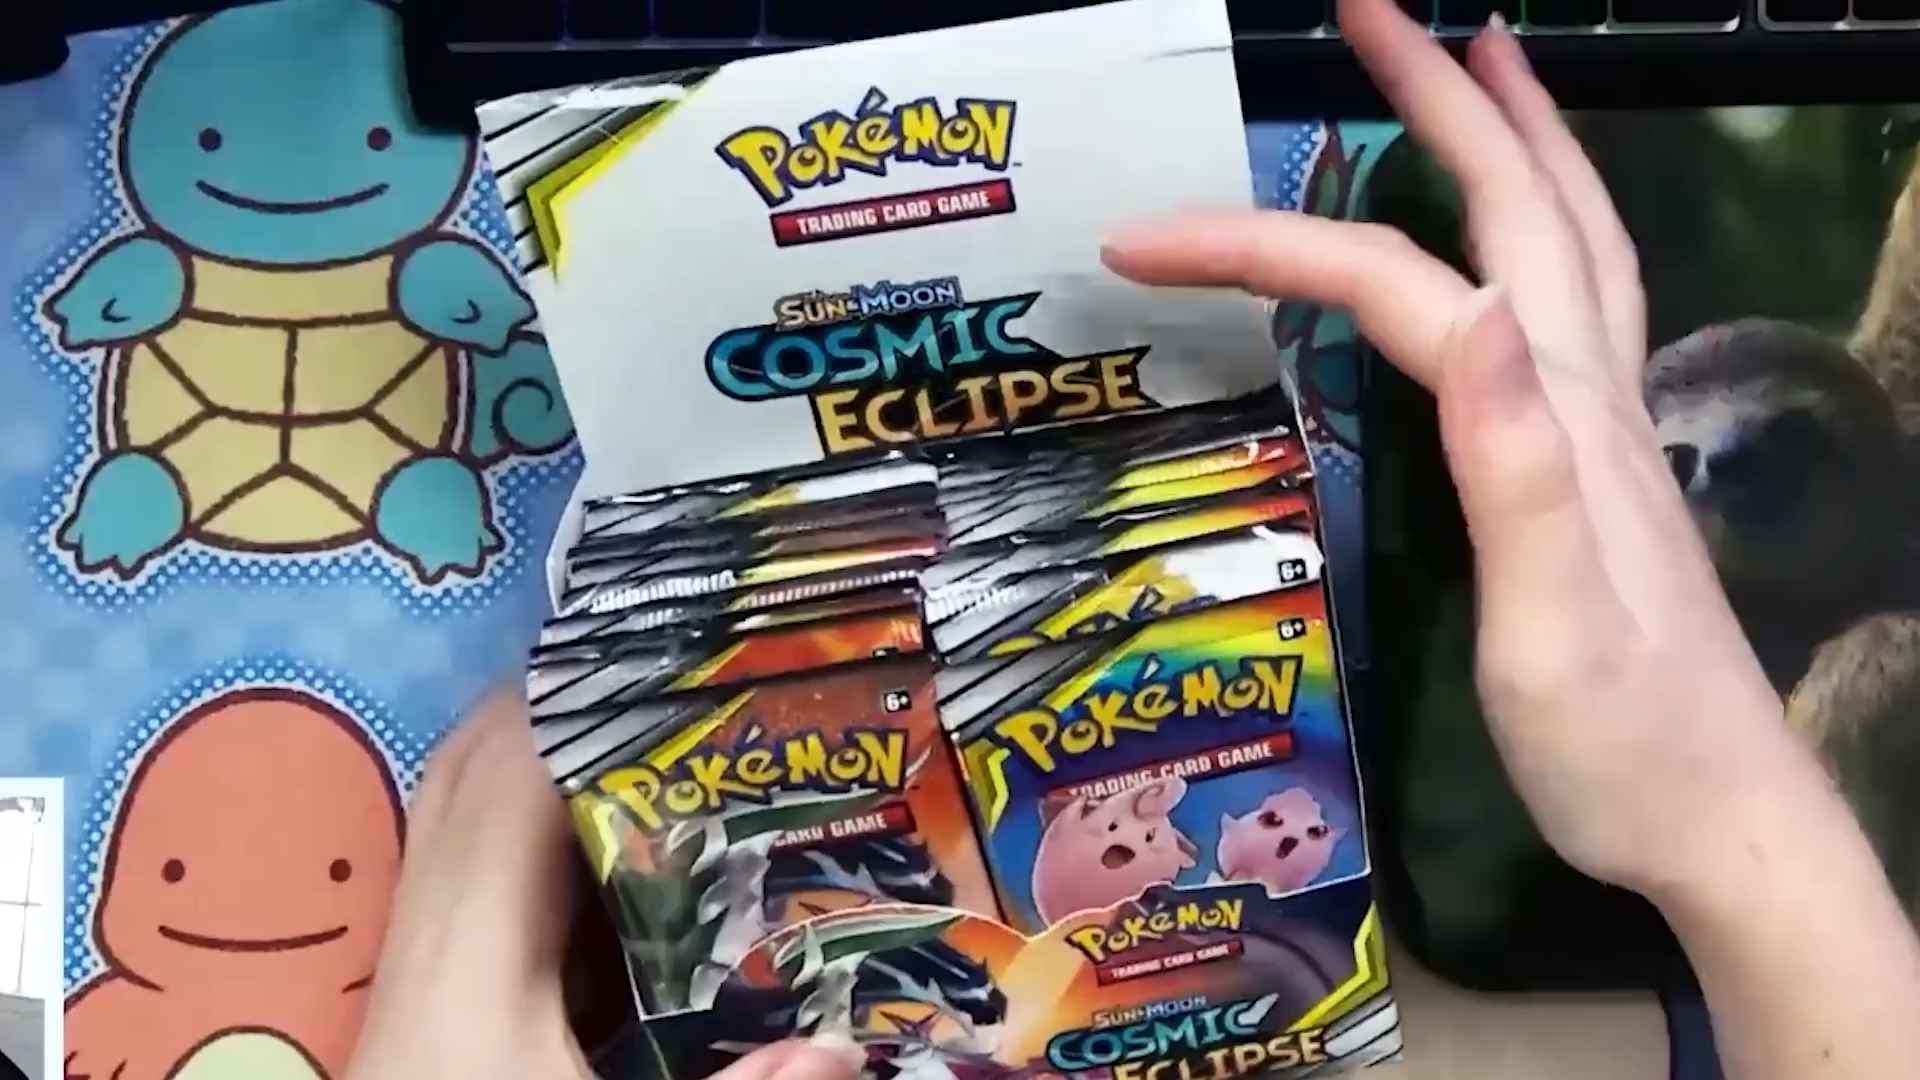 POKéMON
TRADING CARD GAME
SUN & MOON
COSMIC
ECLIPSE
6+
6+
6+
POKéMON
TRADING CARD GAME
POKéMON
CARD GAME
POKéMON
TRADING CARD GAME
SUN & MOON
COSMIC
ECLIPSE